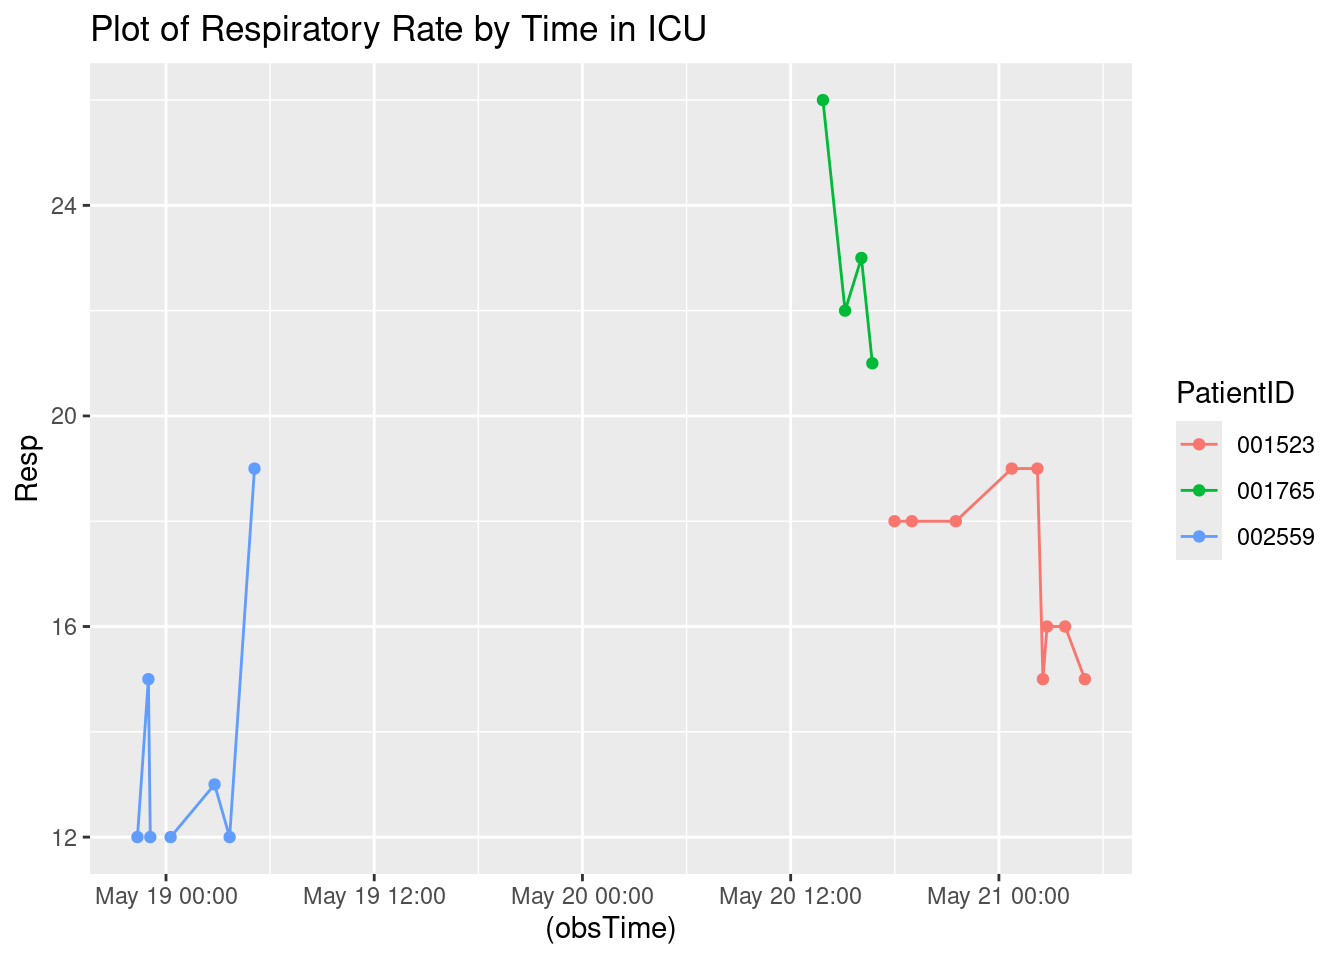 Plot of Respiratory Rate by Time in ICU
24
20
16
12
Resp
May 19 00:00
May 19 12:00
May 20 00:00
May 20 12:00
May 21 00:00
(obsTime)
PatientID
001523
001765
002559